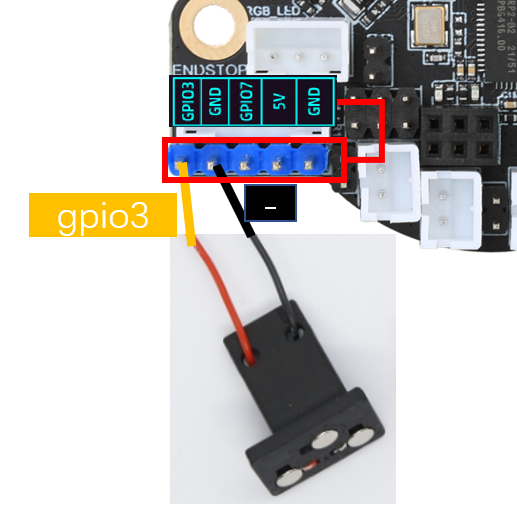 RGB LED
ENDSTOP
GPIO3
GND
GPIO7
5V
GND
gpio3
-